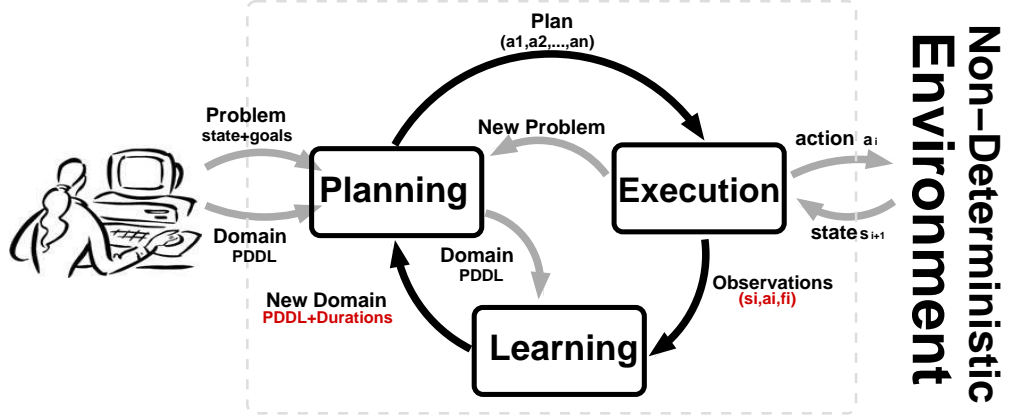 Plan
(a1,a2,...,an)
Problem
state+goals
New Problem
action ai
Planning
Execution
Domain
PDDL
state si+1
Domain
PDDL
Observations
(si,ai,fi)
New Domain
PDDL+Durations
Learning
Non–Deterministic
Environment